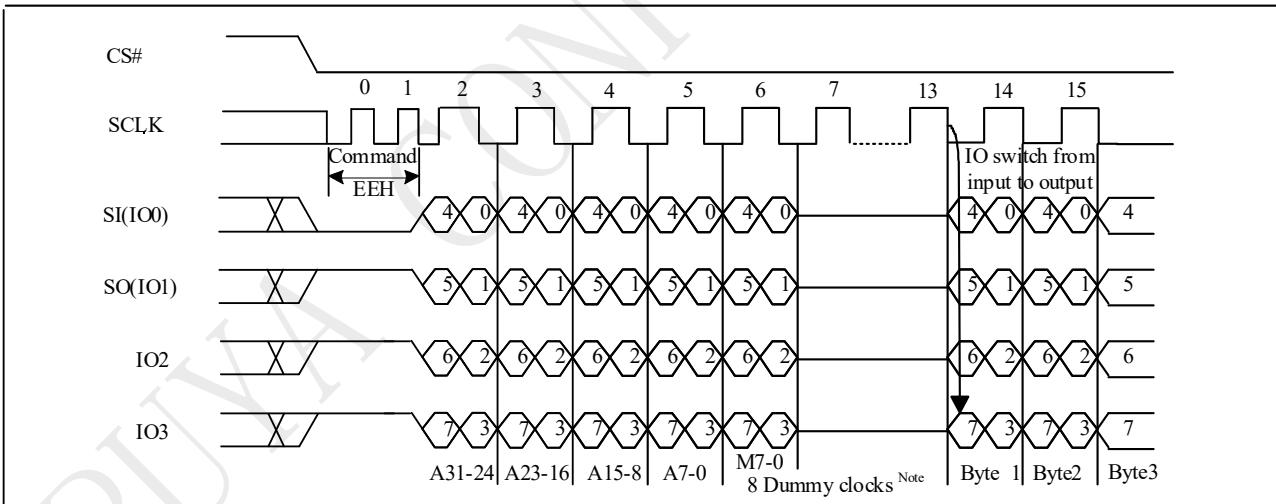 CS#
0 1 2 3 4 5 6 7 13 14 15
SCLK
Command
EEH
IO switch from
input to output
SI(IO0) 4 0 4 0 4 0 4 0 4 0 4 0 4 0 4
SO(IO1) 5 1 5 1 5 1 5 1 5 1 5 1 5 1 5
IO2 6 2 6 2 6 2 6 2 6 2 6 2 6 2 6
IO3 7 3 7 3 7 3 7 3 7 3 7 3 7 3 7
A31-24 A23-16 A15-8 A7-0 M7-0 Byte 1 Byte2 Byte3
8 Dummy clocks Note
PUYA CONI